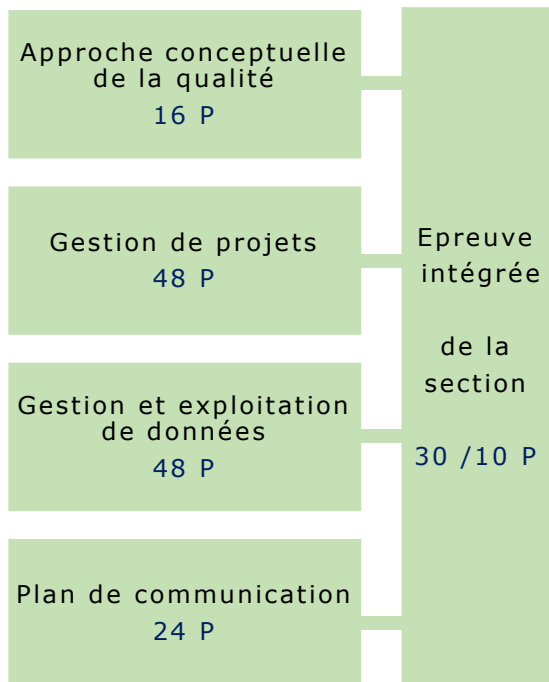 Approche conceptuelle
de la qualité
16 P
Gestion de projets
48 P
Gestion et exploitation
de données
48 P
Plan de communication
24 P
Epreuve
intégrée
de la
section
30 /10 P